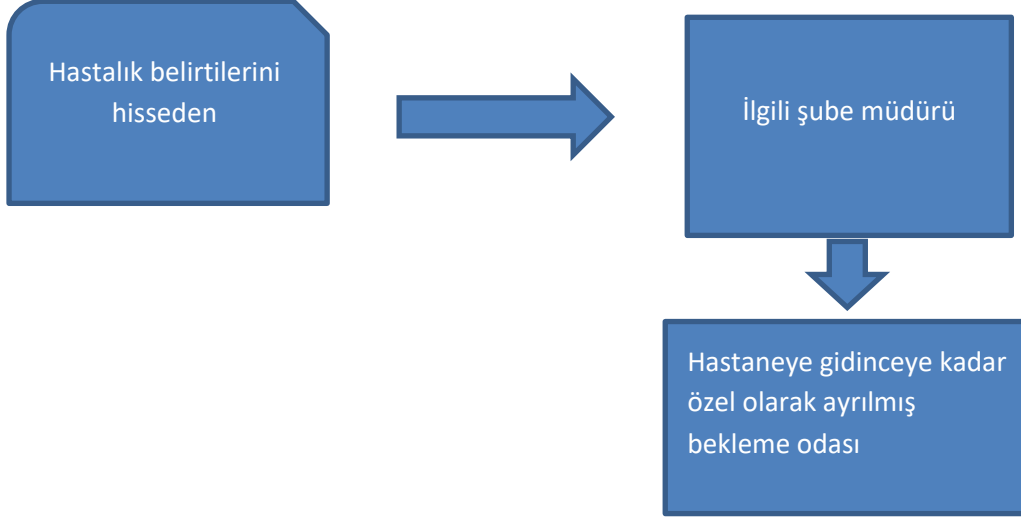 Hastalık belirtilerini
hisseden
İlgili şube müdürü
Hastaneye gidinceye kadar
özel olarak ayrılmış
bekleme odası